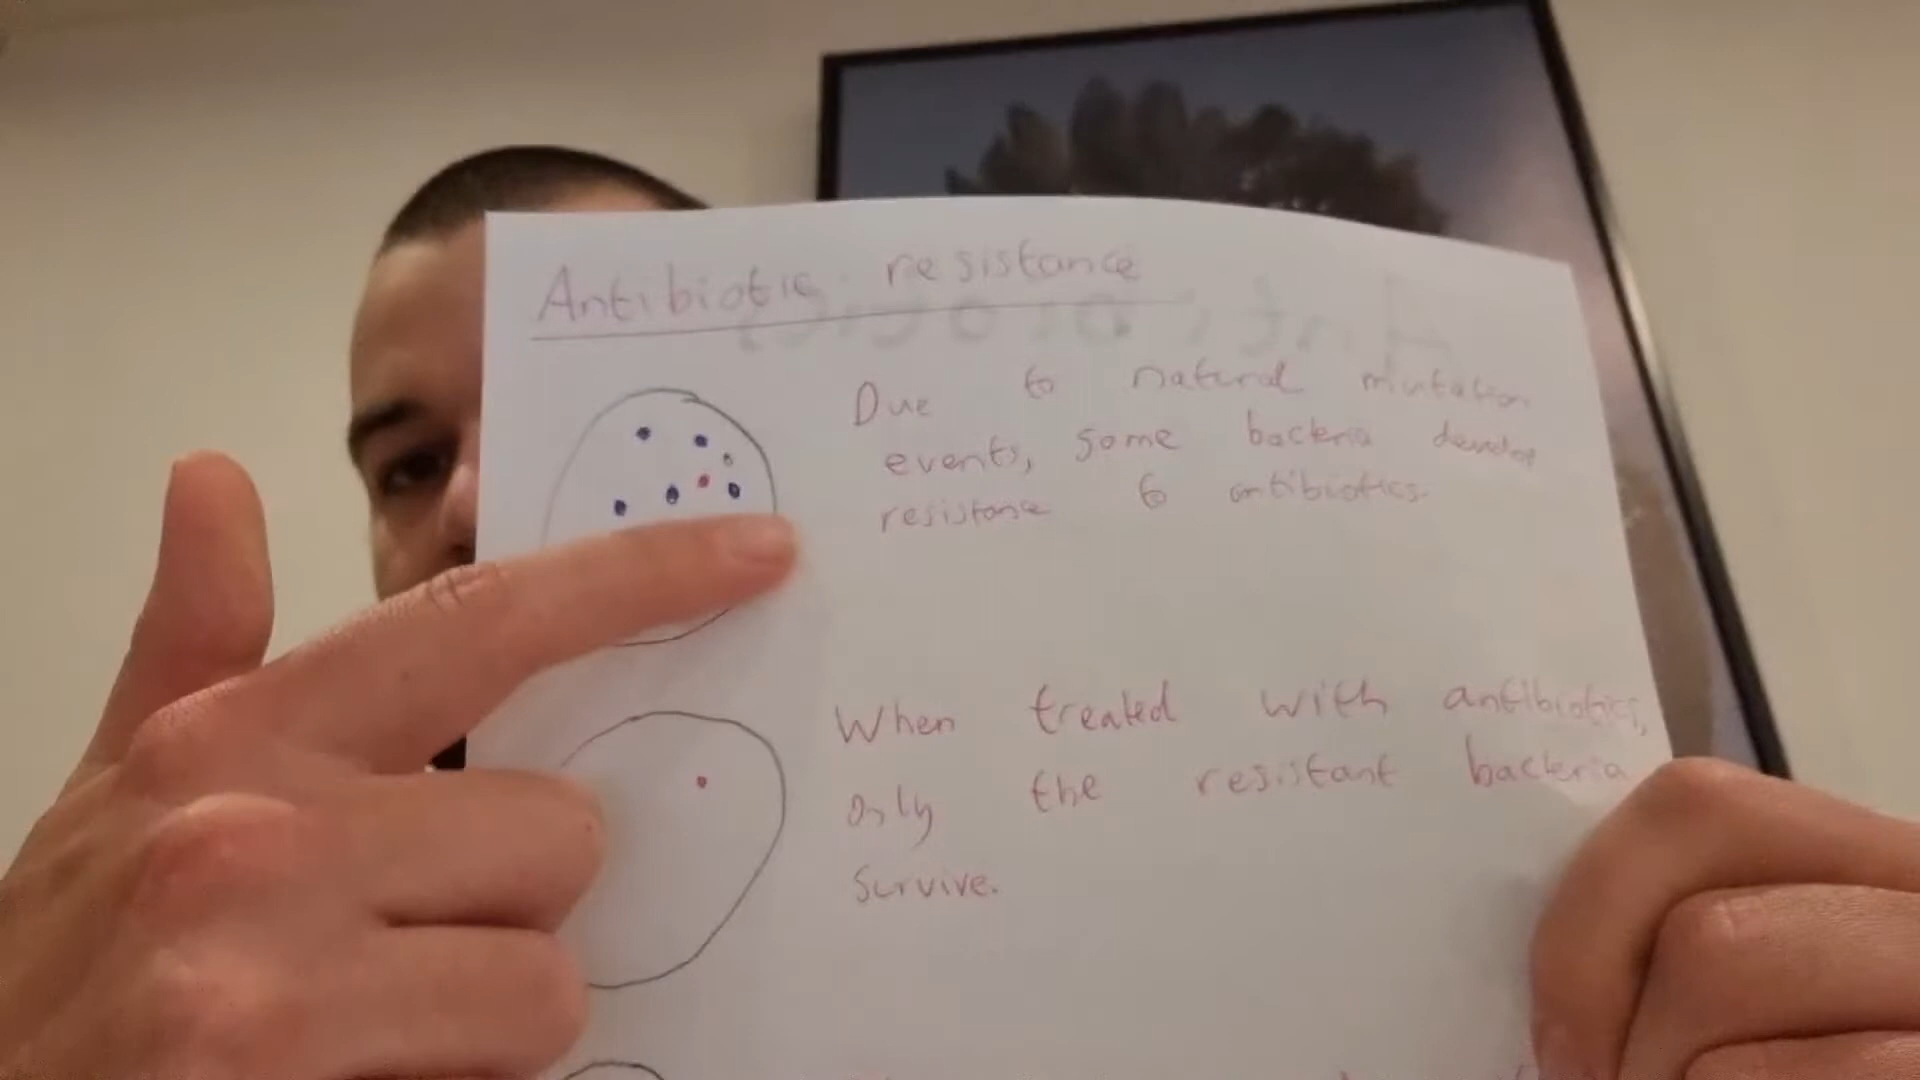 Antibiotic resistance
Due to natural mutation
events, some bacteria develop
resistance to antibiotics.
When treated with antibiotics,
only the resistant bacteria
survive.